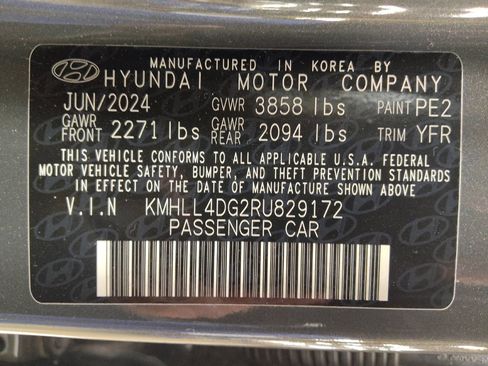 MANUFACTURED IN KOREA BY
HYUNDAI MOTOR COMPANY
JUN/2024 GVWR 3858 lbs PAINT PE2
GAWR FRONT 2271 lbs GAWR REAR 2094 lbs TRIM YFR
THIS VEHICLE CONFORMS TO ALL APPLICABLE U.S.A. FEDERAL
MOTOR VEHICLE SAFETY, BUMPER, AND THEFT PREVENTION STANDARDS
IN EFFECT ON THE DATE OF MANUFACTURE SHOWN ABOVE
V.I.N KMHLL4DG2RU829172
PASSENGER CAR